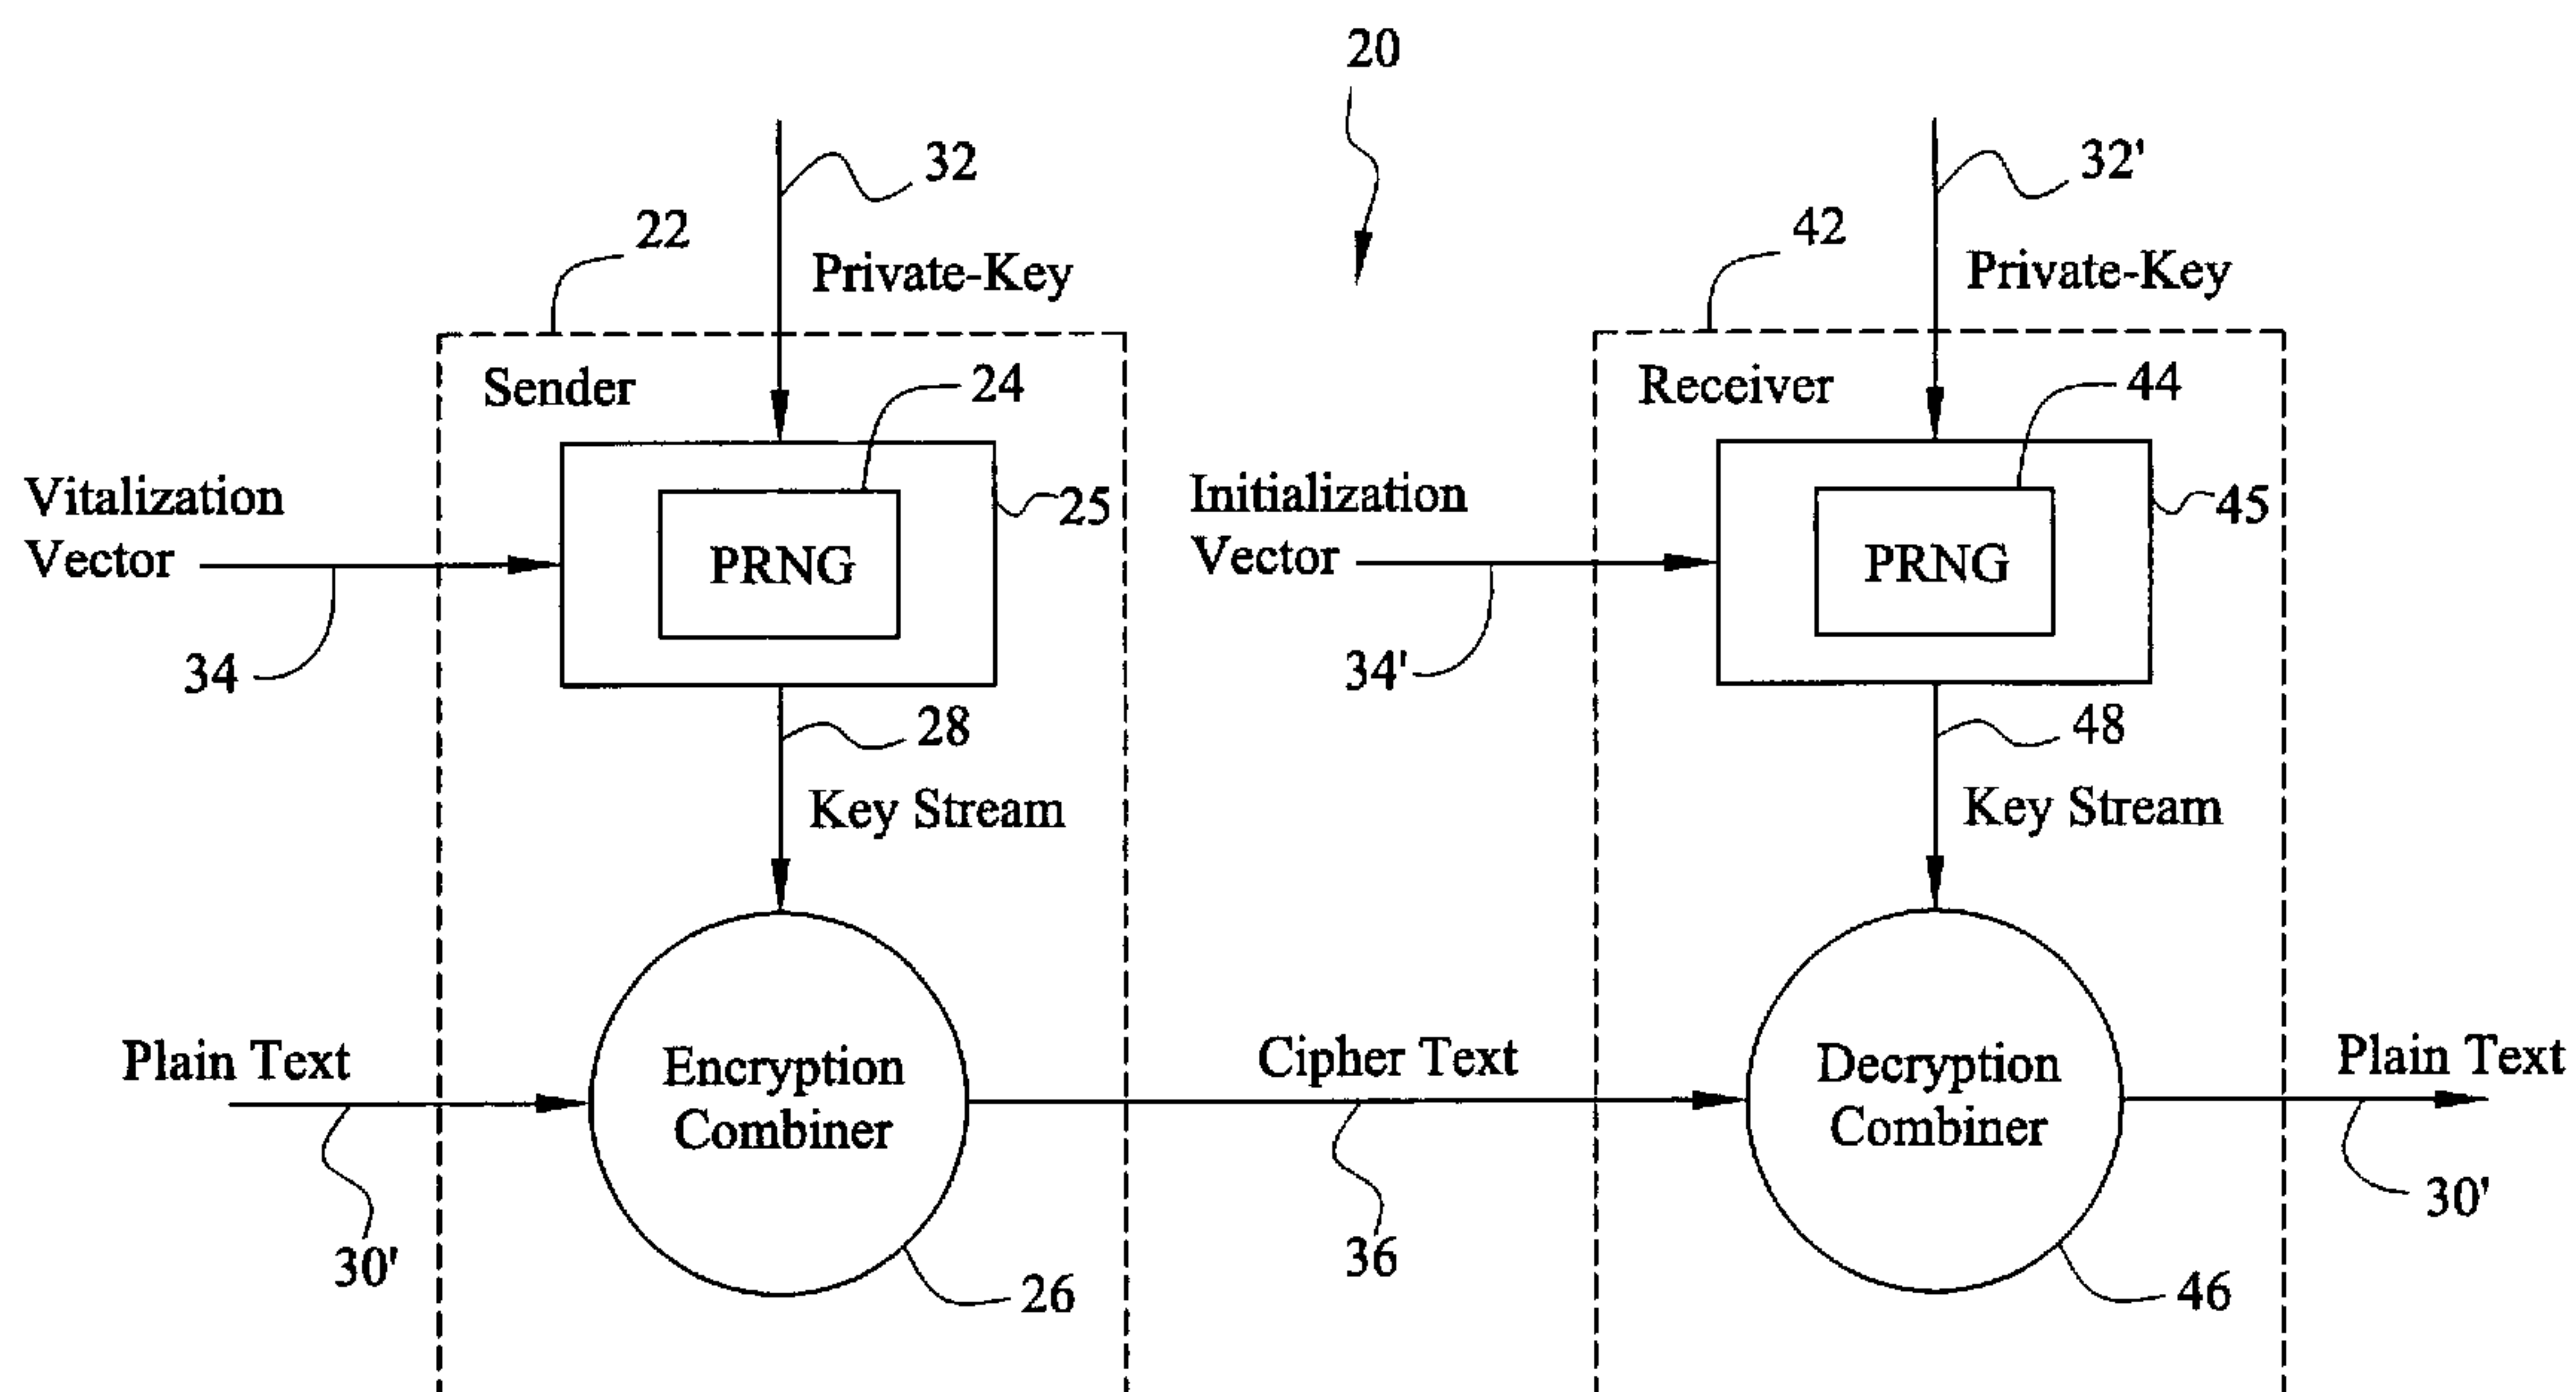 20
32
32'
22
42
Private-Key
Private-Key
Sender
24
Receiver
44
Vitalization
Vector
25
Initialization
Vector
45
PRNG
PRNG
34
34'
28
48
Key Stream
Key Stream
Plain Text
Encryption
Combiner
Cipher Text
Decryption
Combiner
Plain Text
30'
36
30'
26
46